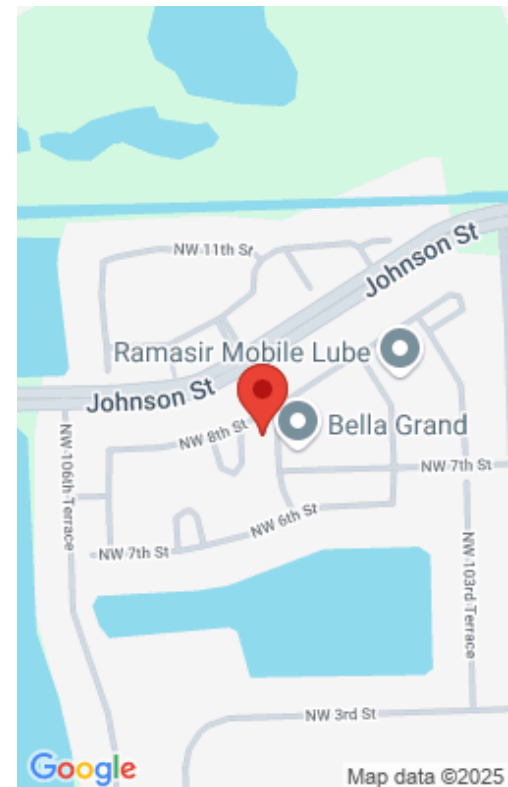 NW 11th Sr
Johnson St
Ramasir Mobile Lube
Johnson St
Bella Grand
NW 8th St
NW 7th St
NW 106th Terrace
NW 6th St
NW 7th St
NW 103rd Terrace
NW 3rd St
Google
Map data ©2025